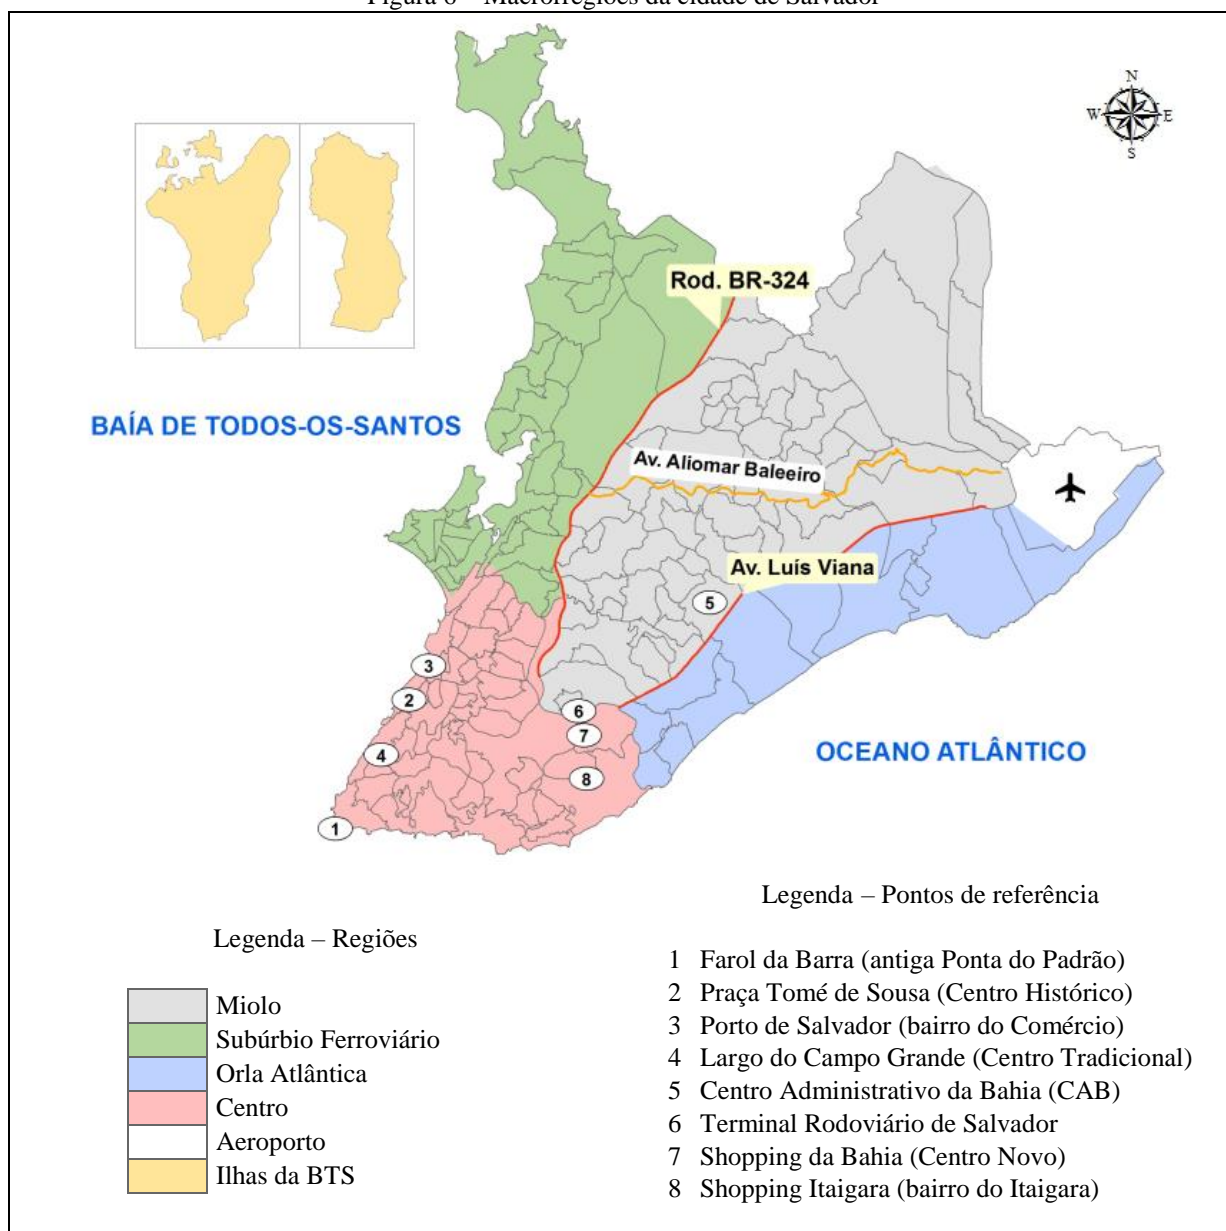 Figura 6 – Macrorregiões da cidade de Salvador
N
W
E
S
Rod. BR-324
BAÍA DE TODOS-OS-SANTOS
Av. Aliomar Baleeiro
Av. Luís Viana
5
3
2
6
7
4
OCEANO ATLÂNTICO
8
1
Legenda – Pontos de referência
Legenda – Regiões
Miolo
Subúrbio Ferroviário
Orla Atlântica
Centro
Aeroporto
Ilhas da BTS
1 Farol da Barra (antiga Ponta do Padrão)
2 Praça Tomé de Sousa (Centro Histórico)
3 Porto de Salvador (bairro do Comércio)
4 Largo do Campo Grande (Centro Tradicional)
5 Centro Administrativo da Bahia (CAB)
6 Terminal Rodoviário de Salvador
7 Shopping da Bahia (Centro Novo)
8 Shopping Itaigara (bairro do Itaigara)